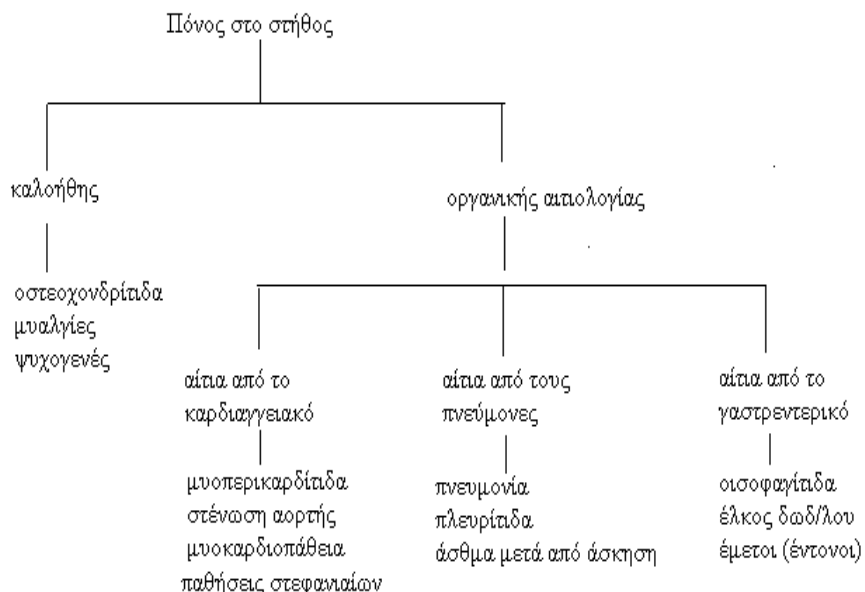 Πόνος στο στήθος
καλοήθης
οργανικής αιτιολογίας
οστεοχονδρίτιδα
μυαλγίες
ψυχογενές
αίτια από το
καρδιαγγειακό
αίτια από τους
πνεύμονες
αίτια από το
γαστρεντερικό
μυοπερικαρδίτιδα
στένωση αορτής
μυοκαρδιοπάθεια
παθήσεις στεφανιαίων
πνευμονία
πλευρίτιδα
άσθμα μετά από άσκηση
οισοφαγίτιδα
έλκος δωδ/λου
έμετοι (έντονοι)